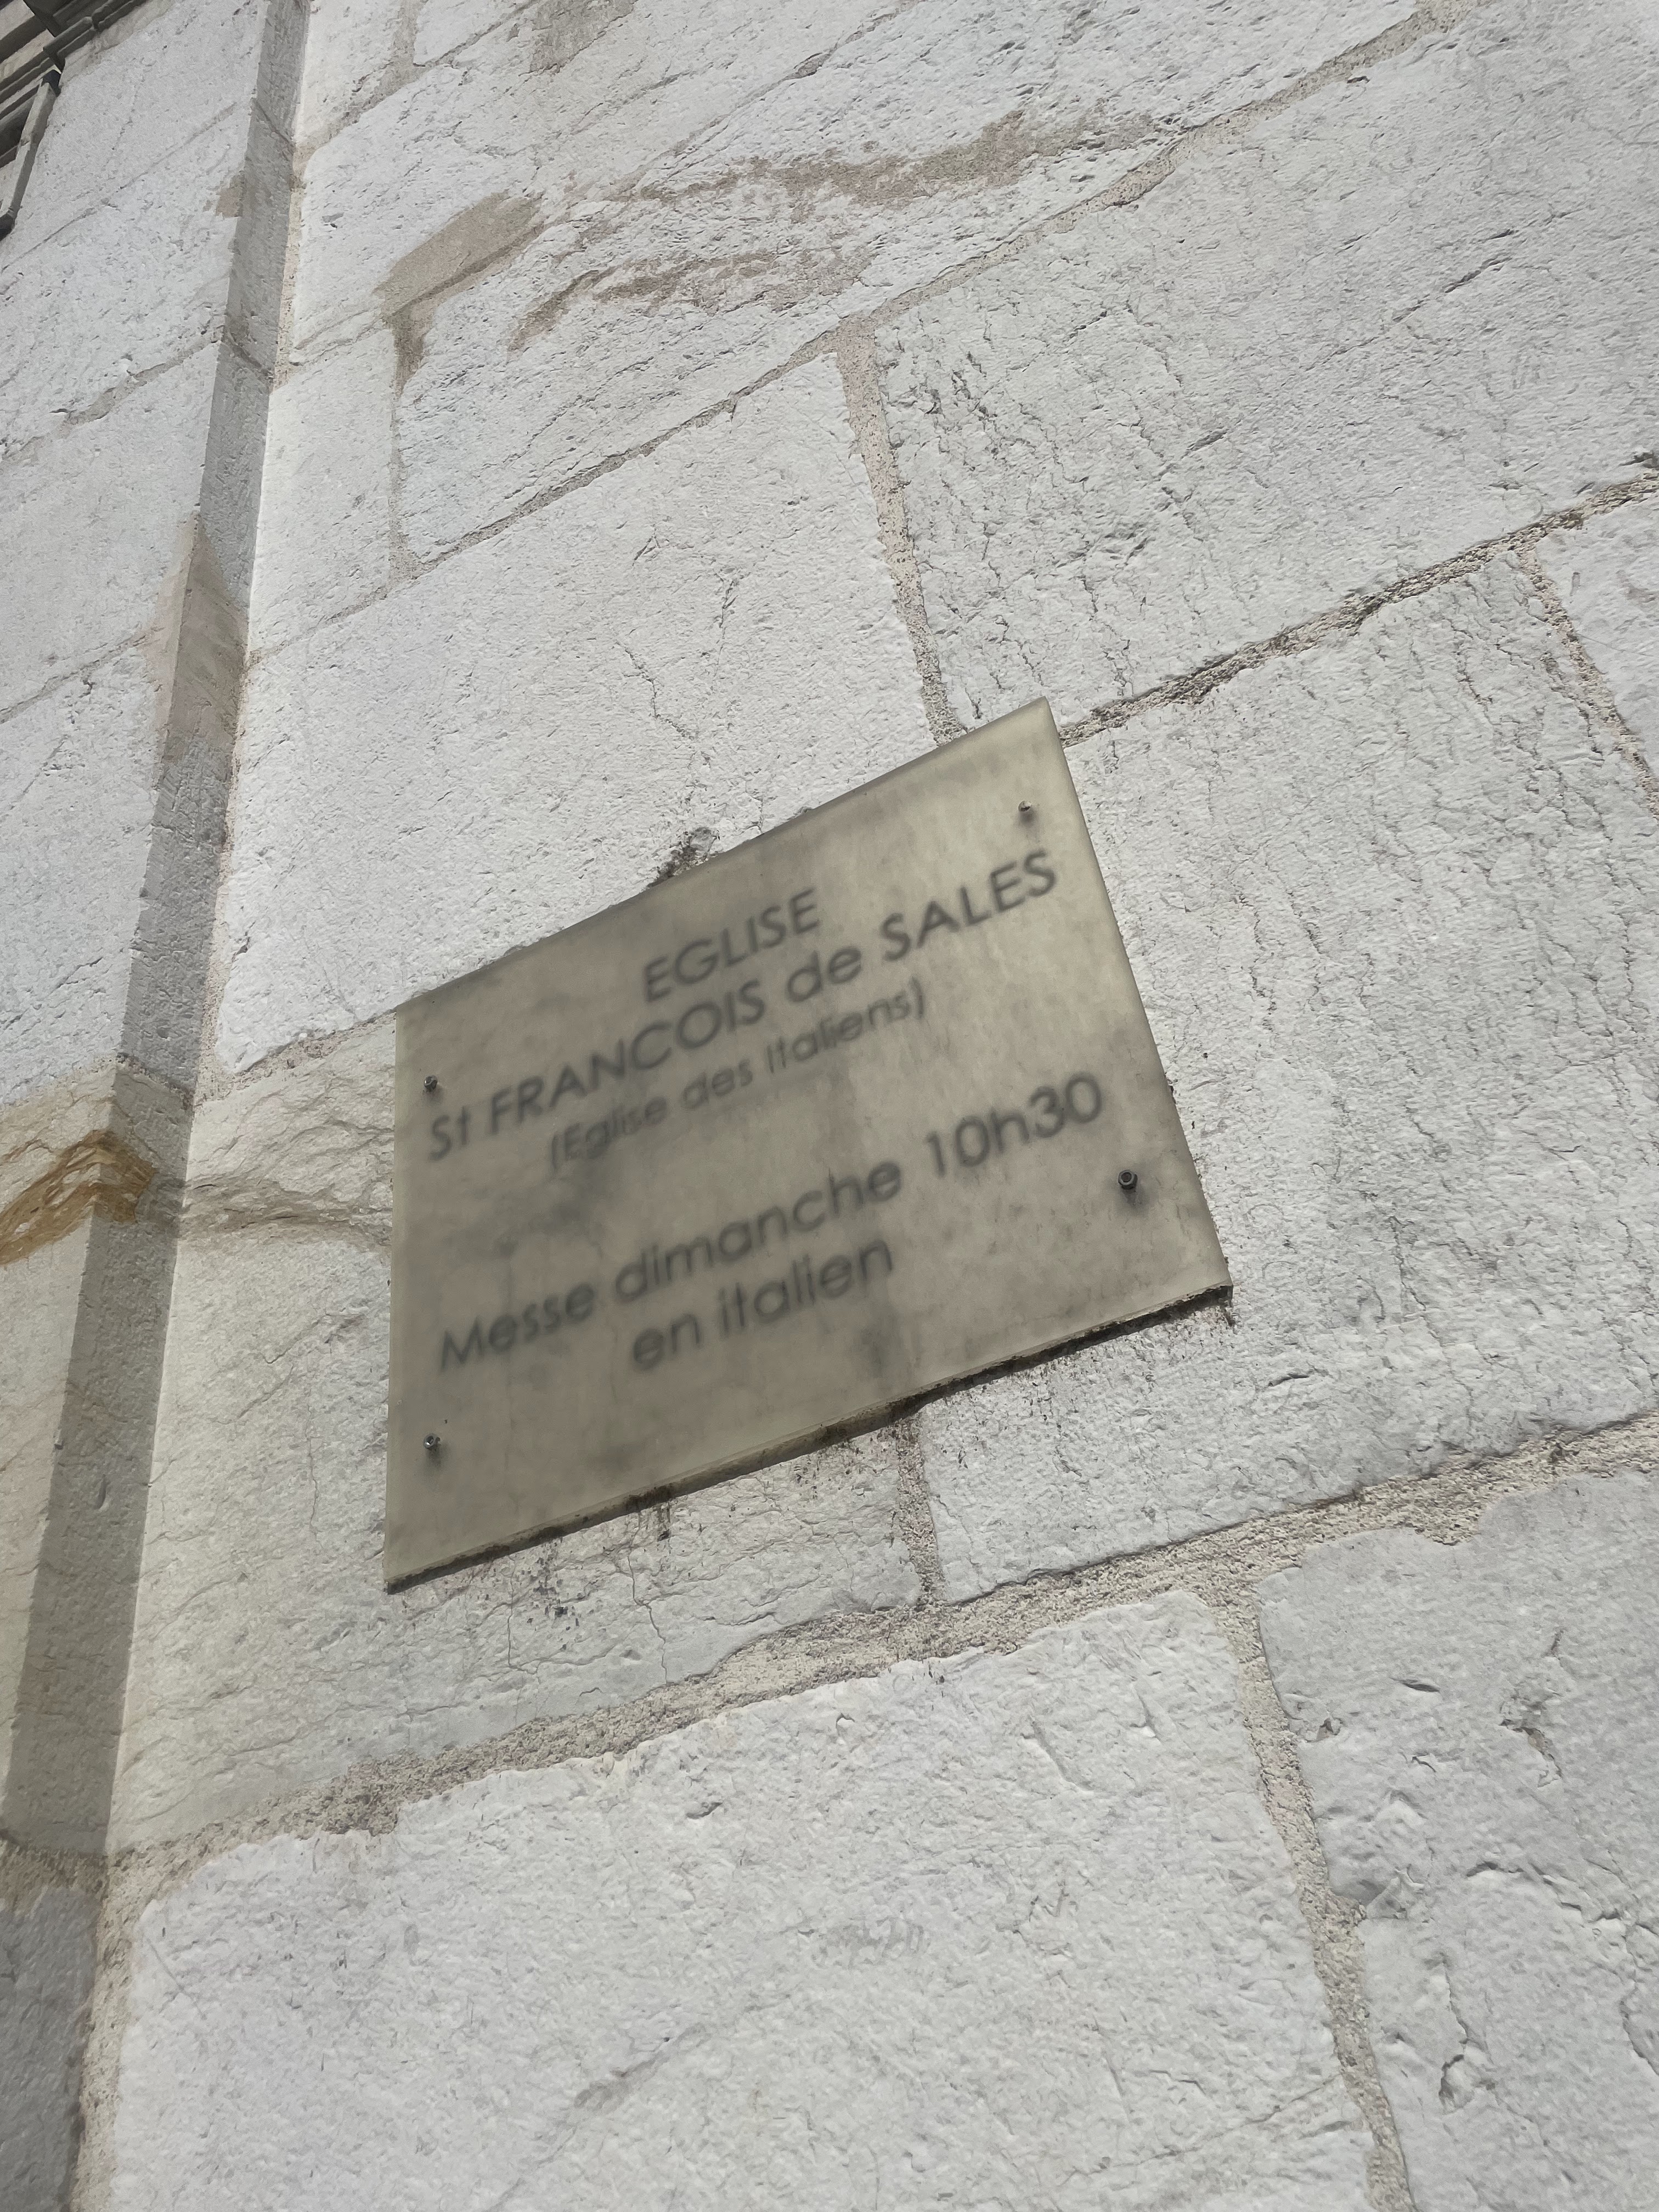 EGLISE
St FRANCOIS de SALES
(Eglise des Italiens)
Messe dimanche 10h30
en italien